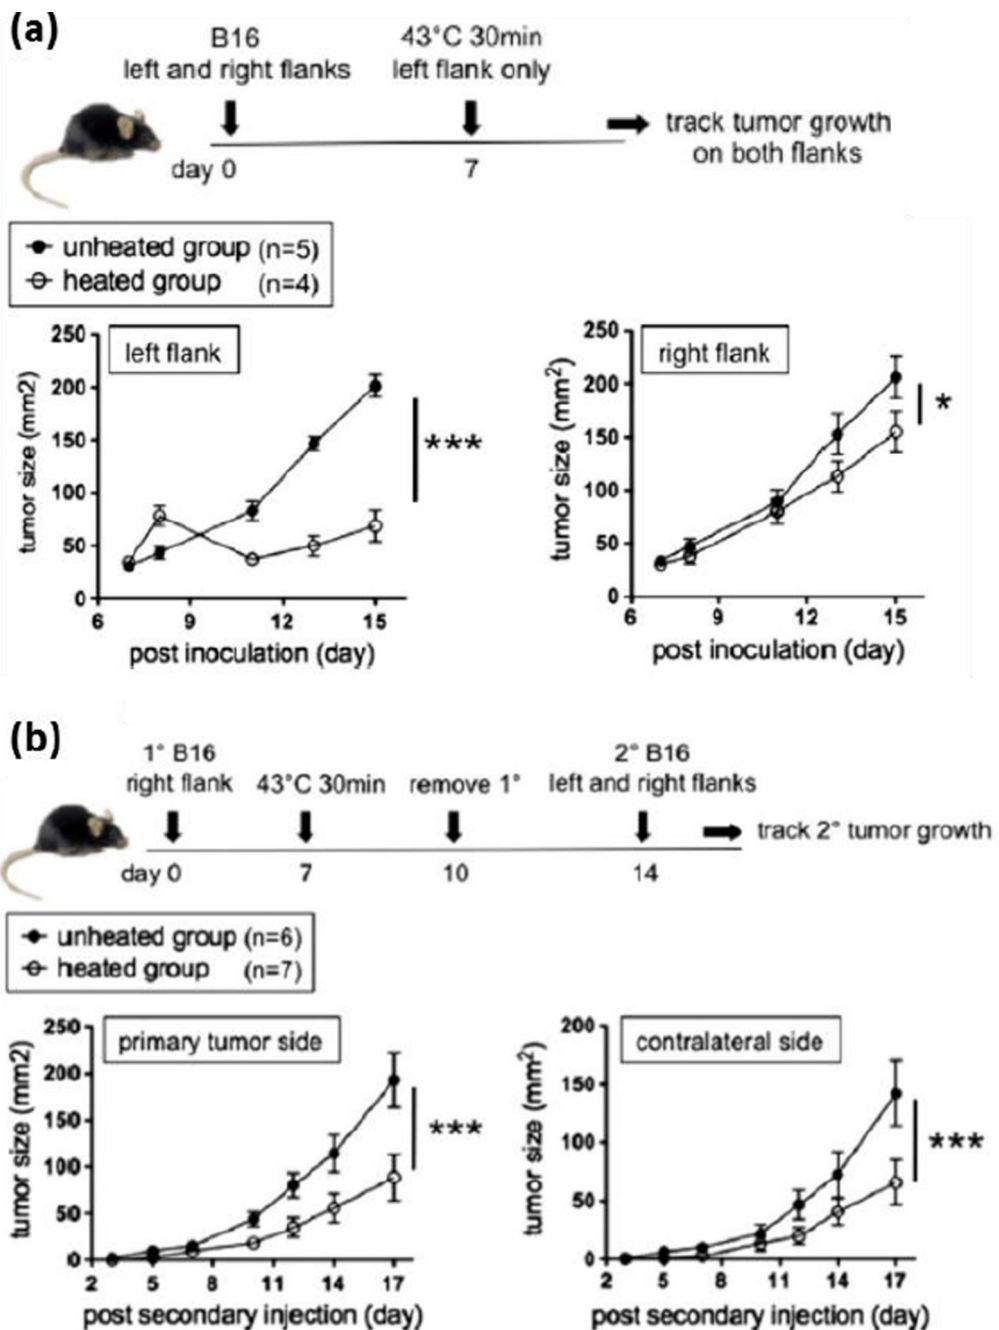 (a)
B16
left and right flanks
43°C 30min
left flank only
track tumor growth
on both flanks
day 0
7
unheated group (n=5)
heated group (n=4)
250
200
150
100
50
0
left flank
tumor size (mm2)
***
6
9
12
15
post inoculation (day)
250
200
150
100
50
0
right flank
tumor size (mm²)
*
6
9
12
15
post inoculation (day)
(b)
1° B16
right flank
43°C 30min
remove 1°
2° B16
left and right flanks
track 2° tumor growth
day 0
7
10
14
unheated group (n=6)
heated group (n=7)
250
200
150
100
50
0
primary tumor side
tumor size (mm2)
***
2
5
8
11
14
17
post secondary injection (day)
200
150
100
50
0
contralateral side
tumor size (mm²)
***
2
5
8
11
14
17
post secondary injection (day)